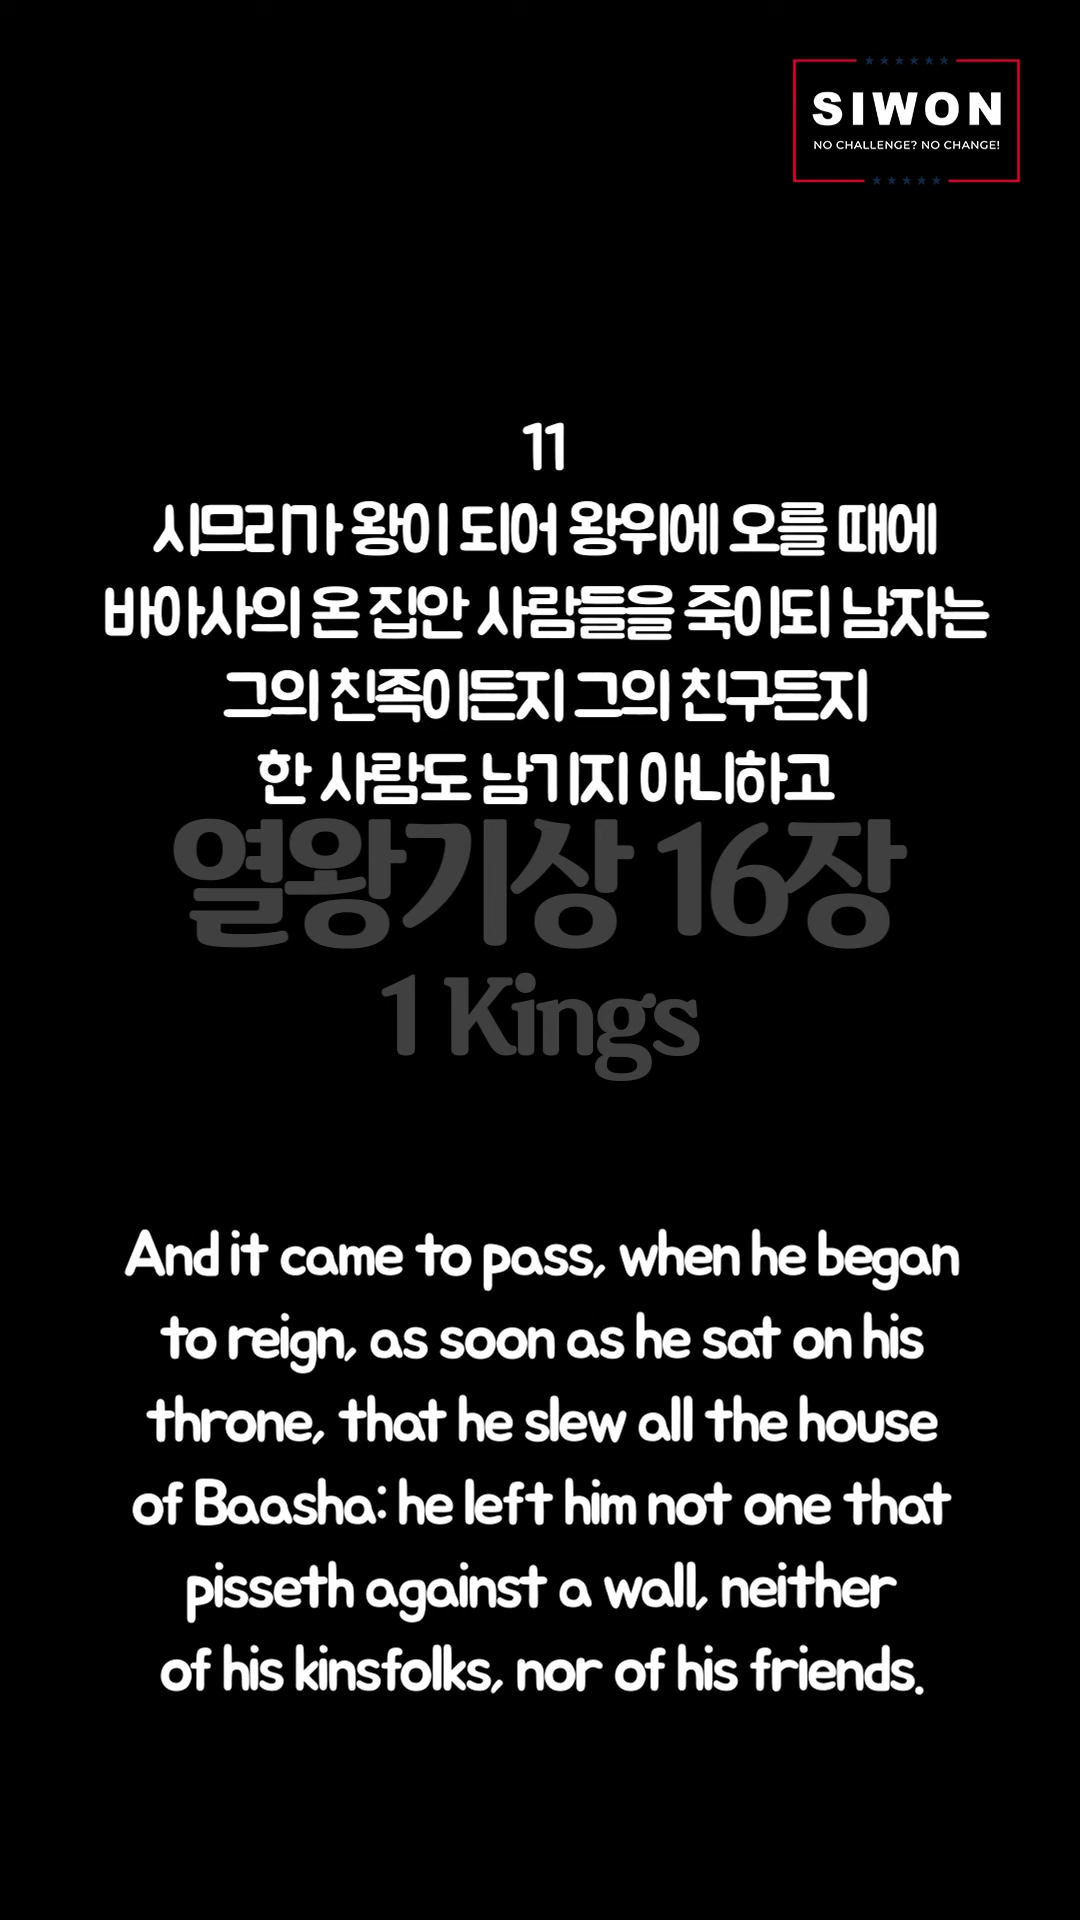 SIWON
NO CHALLENGE? NO CHANGE!
11
시므리가 왕이 되어 왕위에 오를 때에
바아사의 온 집안 사람들을 죽이되 남자는
그의 친족이든지 그의 친구든지
한 사람도 남기지 아니하고
열왕기상 16장
1 Kings
And it came to pass, when he began
to reign, as soon as he sat on his
throne, that he slew all the house
of Baasha: he left him not one that
pisseth against a wall, neither
of his kinsfolks, nor of his friends.